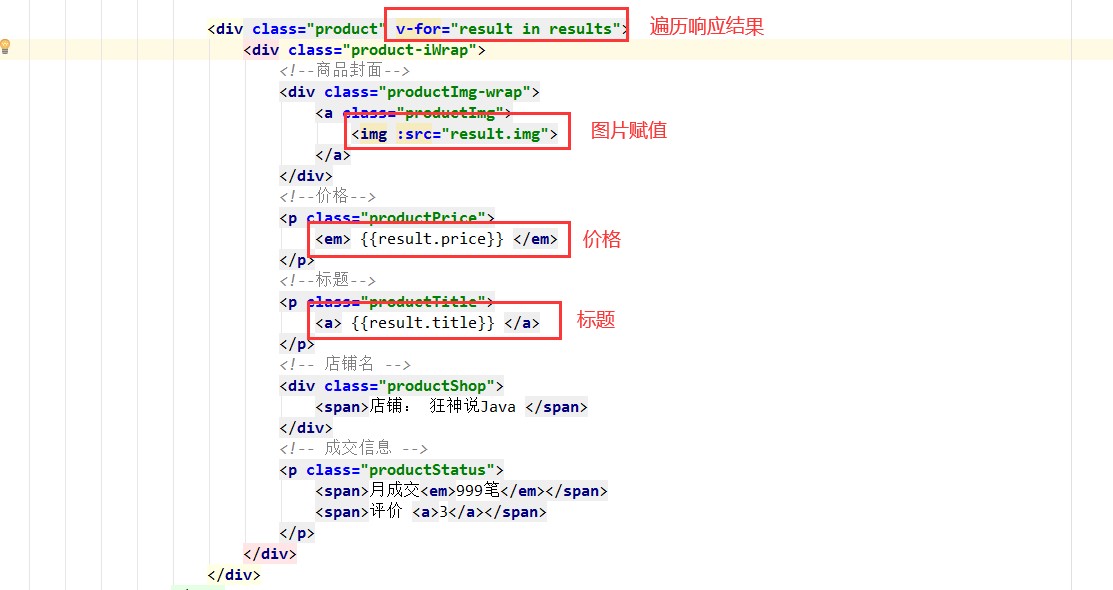 <div class="product" v-for="result in results"> 遍历响应结果
<div class="product-iWrap">
<!--商品封面-->
<div class="productImg-wrap">
<a class="productImg">
<img :src="result.img"> 图片赋值
</a>
</div>
<!--价格-->
<p class="productPrice">
<em> {{result.price}} </em> 价格
</p>
<!--标题-->
<p class="productTitle">
<a> {{result.title}} </a> 标题
</p>
<!-- 店铺名 -->
<div class="productShop">
<span>店铺： 狂神说Java </span>
</div>
<!-- 成交信息 -->
<p class="productStatus">
<span>月成交<em>999笔</em></span>
<span>评价 <a>3</a></span>
</p>
</div>
</div>